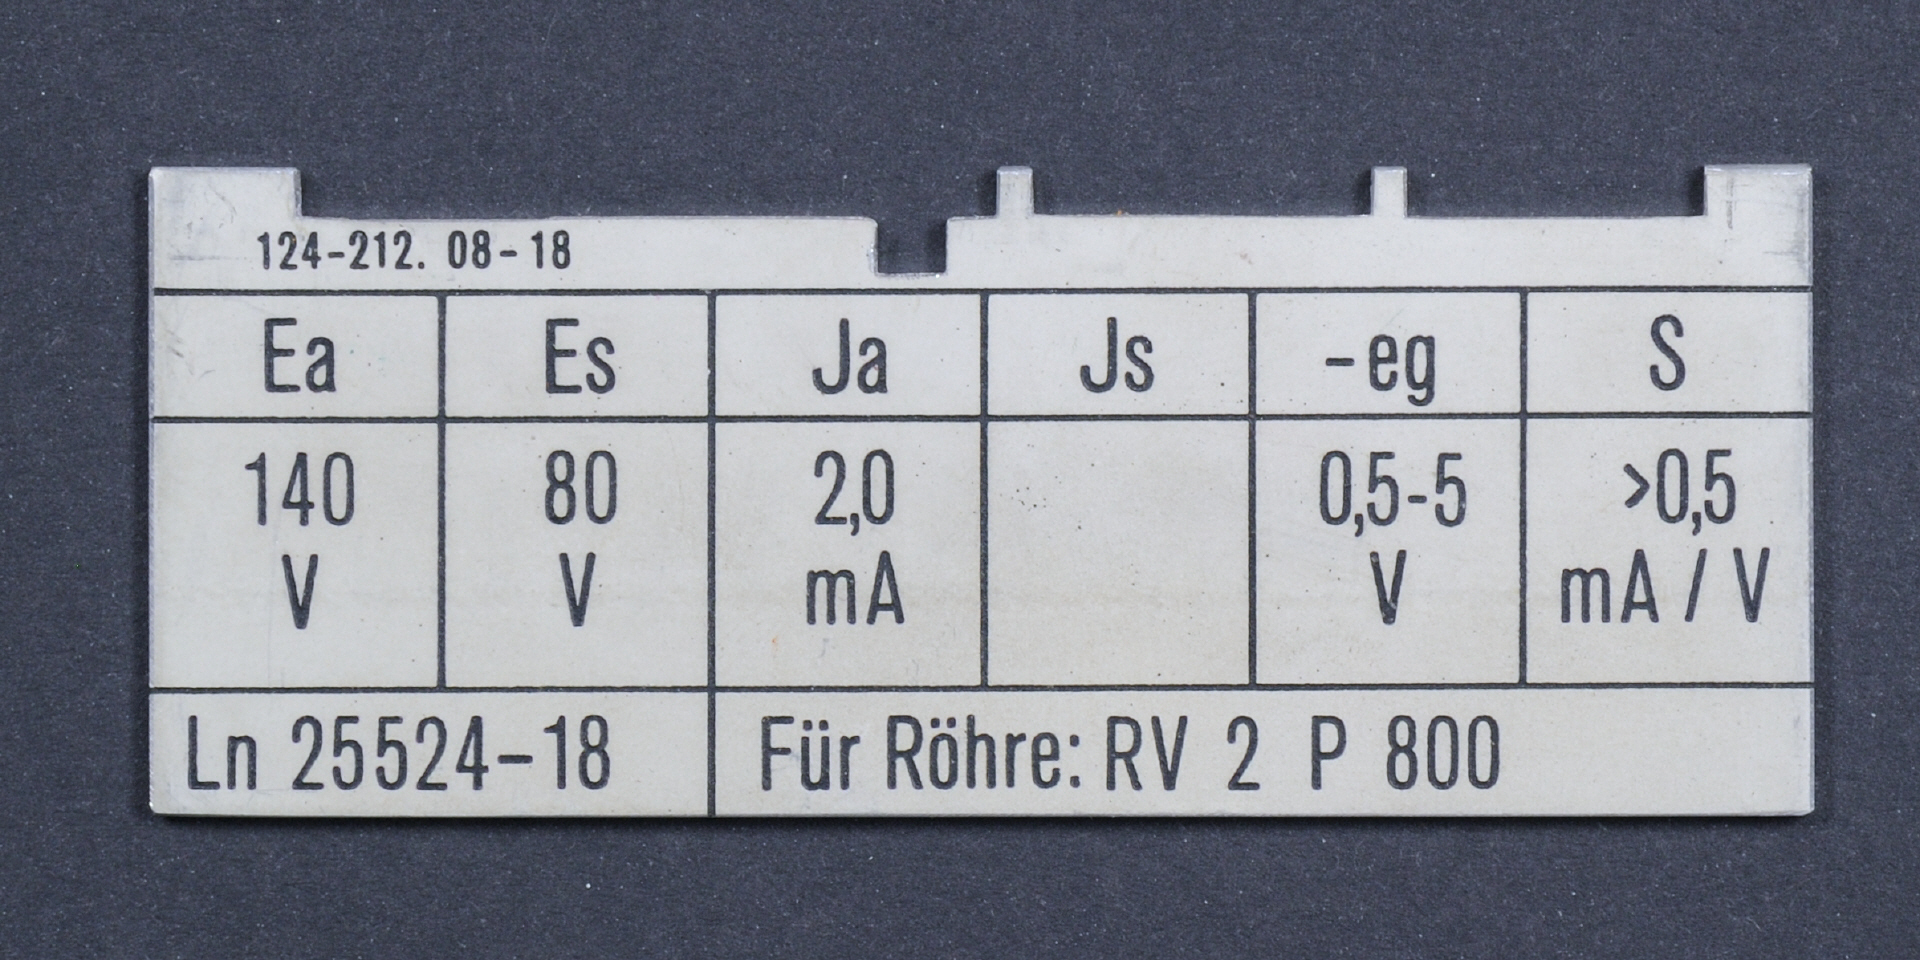 124-212. 08-18
Ea Es Ja Js -eg S
140 80 2,0 0,5-5 >0,5
V V mA V mA / V
Ln 25524-18 Für Röhre: RV 2 P 800